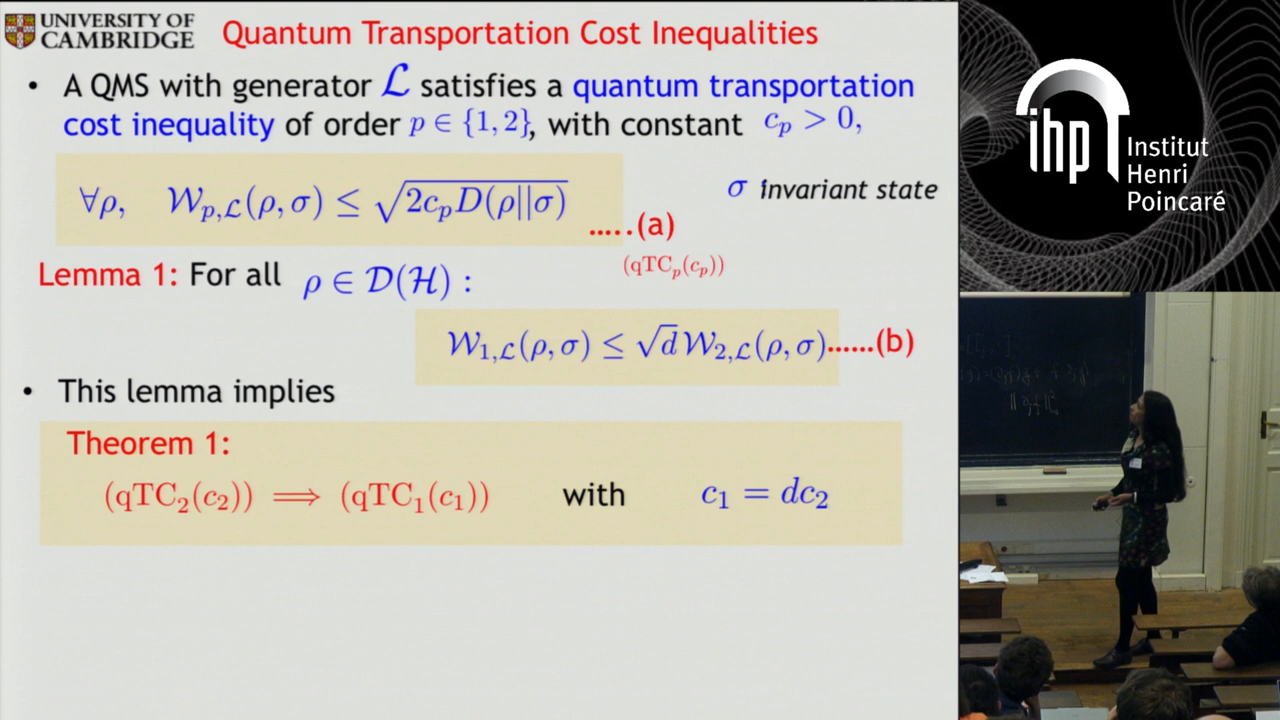 UNIVERSITY OF
CAMBRIDGE
Quantum Transportation Cost Inequalities
• A QMS with generator ℒ satisfies a quantum transportation
cost inequality of order p ∈ {1, 2}, with constant c_p > 0,
∀ρ, 𝒲_{p,ℒ}(ρ, σ) ≤ √(2c_p D(ρ||σ)) .....(a)
σ invariant state
(qTC_p(c_p))
Lemma 1: For all ρ ∈ 𝒟(ℋ) :
𝒲_{1,ℒ}(ρ, σ) ≤ √d 𝒲_{2,ℒ}(ρ, σ)......(b)
• This lemma implies
Theorem 1:
(qTC₂(c₂)) ⟹ (qTC₁(c₁)) with c₁ = dc₂
ihp
Institut
Henri
Poincaré